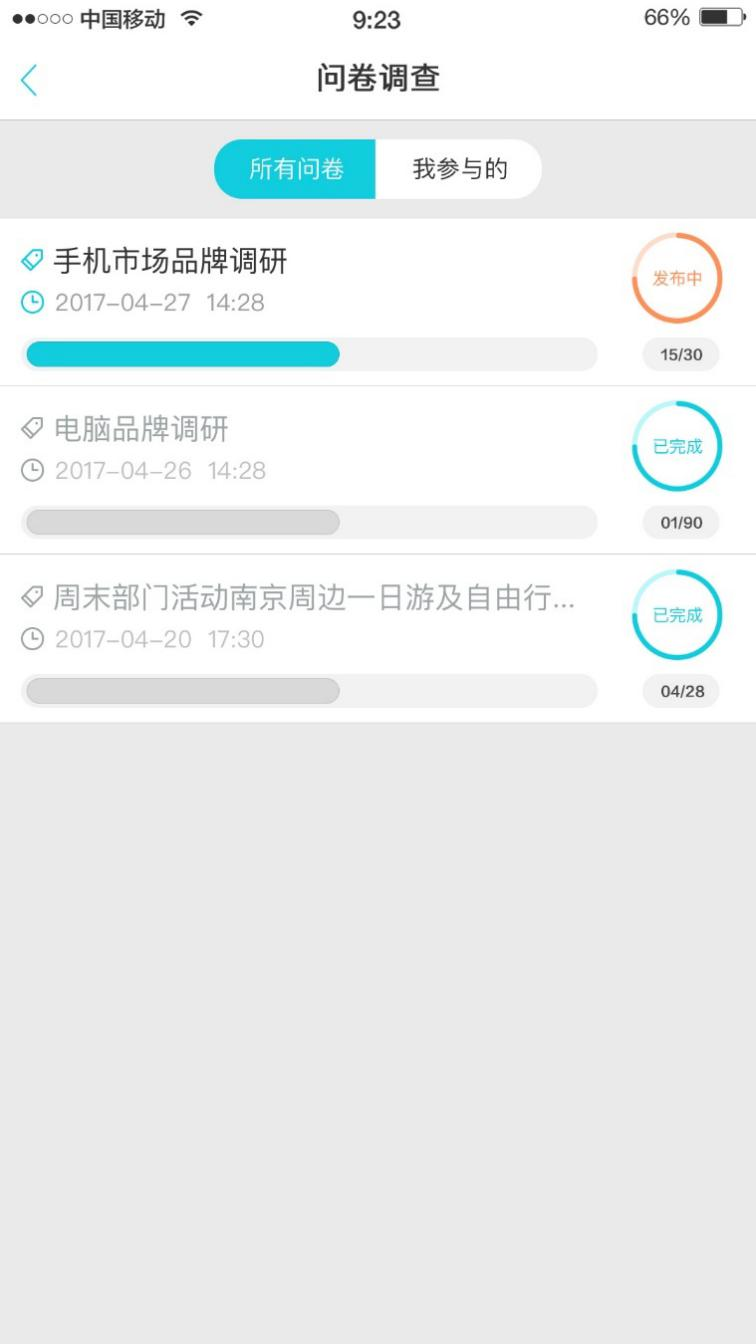 中国移动 9:23 66%
问卷调查
所有问卷 我参与的
手机市场品牌调研
发布中
2017-04-27 14:28
15/30
电脑品牌调研
已完成
2017-04-26 14:28
01/90
周末部门活动南京周边一日游及自由行...
已完成
2017-04-20 17:30
04/28